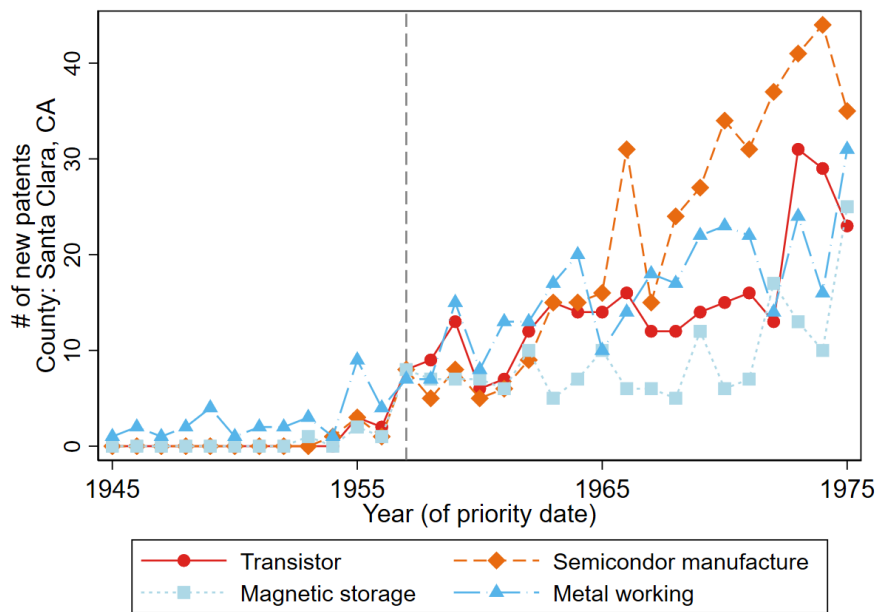 # of new patents
County: Santa Clara, CA
40
30
20
10
0
1945
1955
1965
1975
Year (of priority date)
Transistor
Semicondor manufacture
Magnetic storage
Metal working